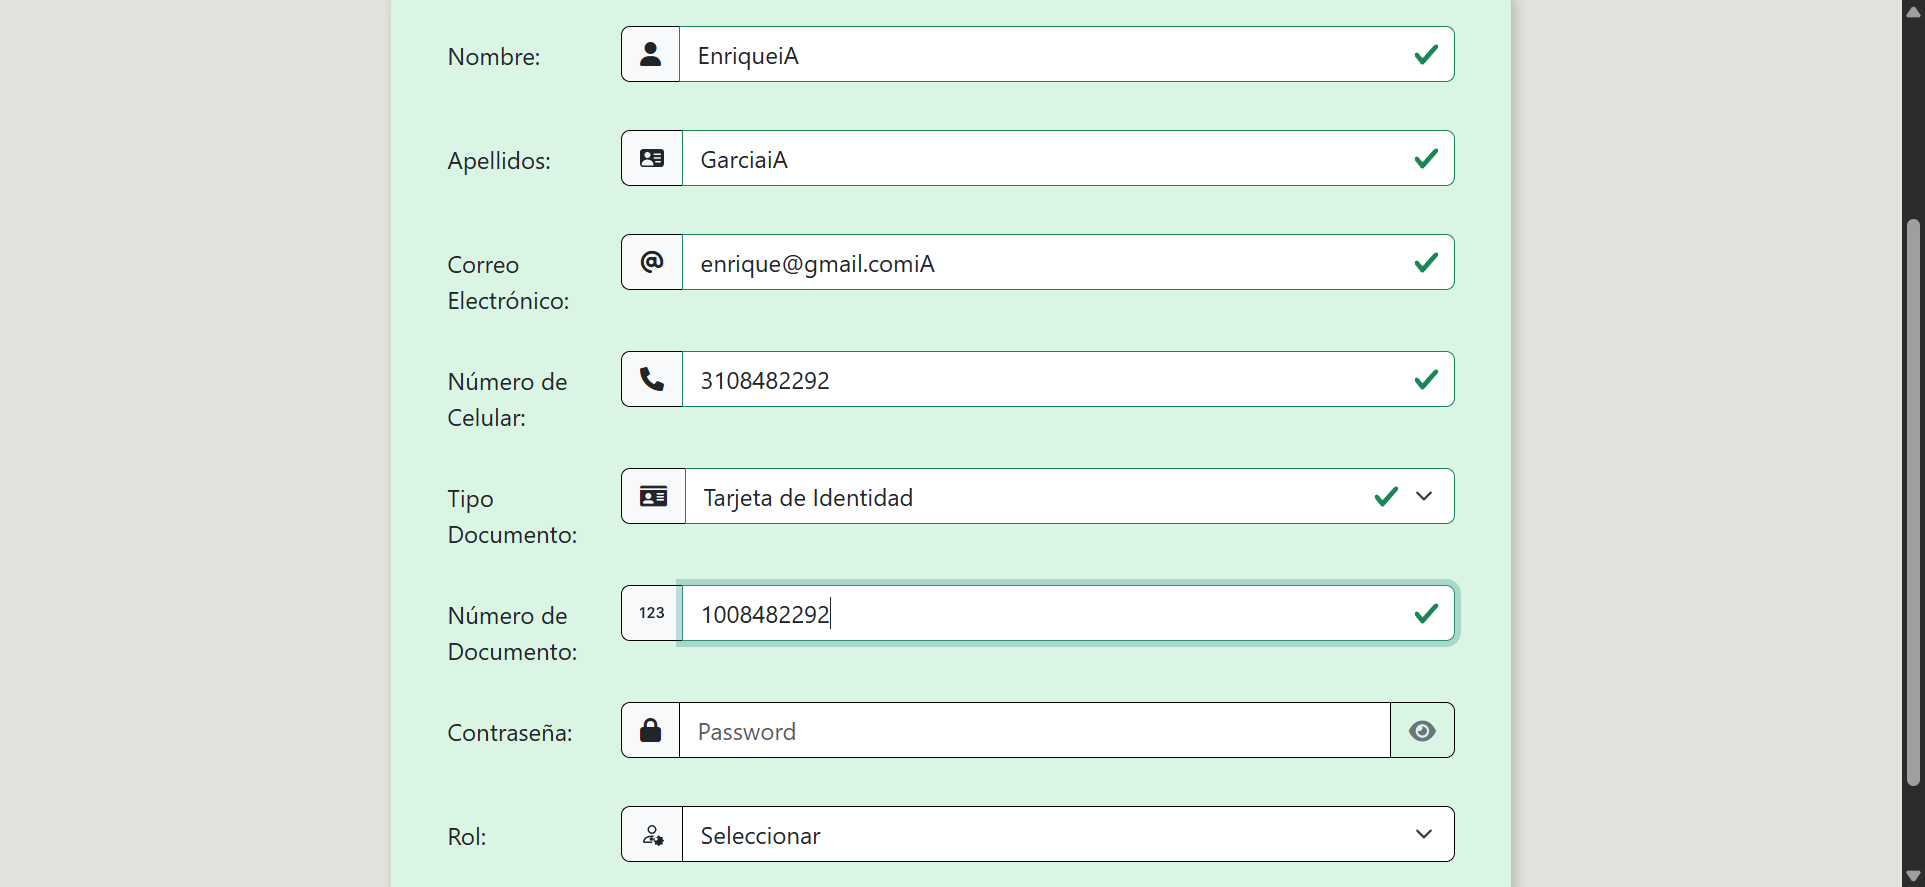 Nombre:
EnriqueiA
Apellidos:
GarciaiA
Correo
Electrónico:
enrique@gmail.comiA
Número de
Celular:
3108482292
Tipo
Documento:
Tarjeta de Identidad
Número de
Documento:
123
1008482292
Contraseña:
Password
Rol:
Seleccionar